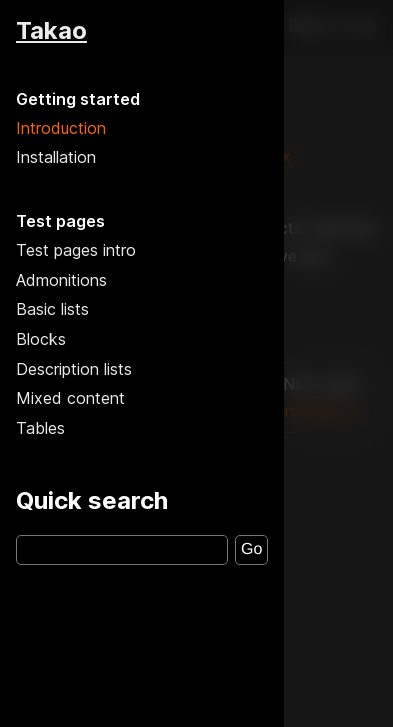 Takao
Getting started
Introduction
Installation
Test pages
Test pages intro
Admonitions
Basic lists
Blocks
Description lists
Mixed content
Tables
Quick search
Go